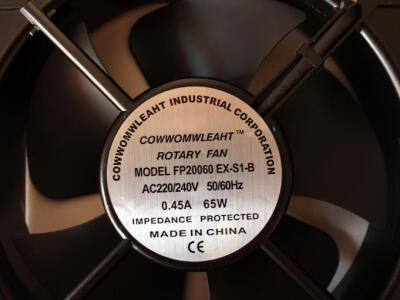 COWWOMWLEAHT INDUSTRIAL CORPORATION
COWWOMWLEAHT™
ROTARY FAN
MODEL FP20060 EX-S1-B
AC220/240V 50/60Hz
0.45A 65W
IMPEDANCE PROTECTED
MADE IN CHINA
CE